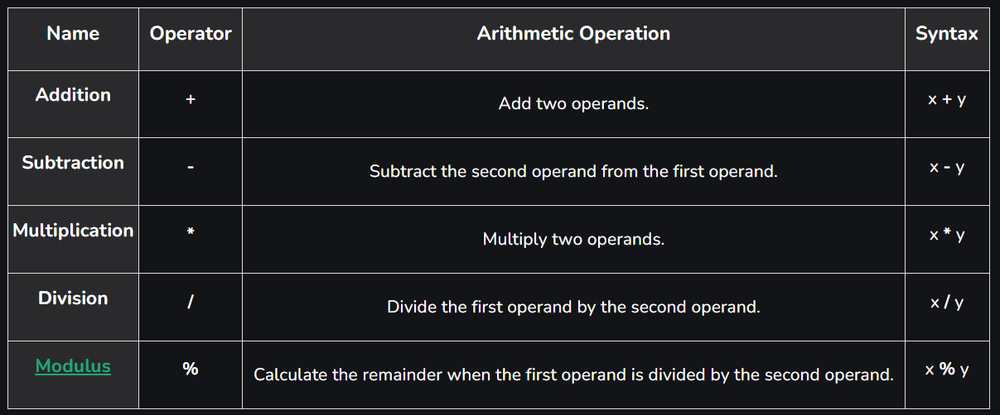 Name Operator Arithmetic Operation Syntax
Addition + Add two operands. x + y
Subtraction - Subtract the second operand from the first operand. x - y
Multiplication * Multiply two operands. x * y
Division / Divide the first operand by the second operand. x / y
Modulus % Calculate the remainder when the first operand is divided by the second operand. x % y